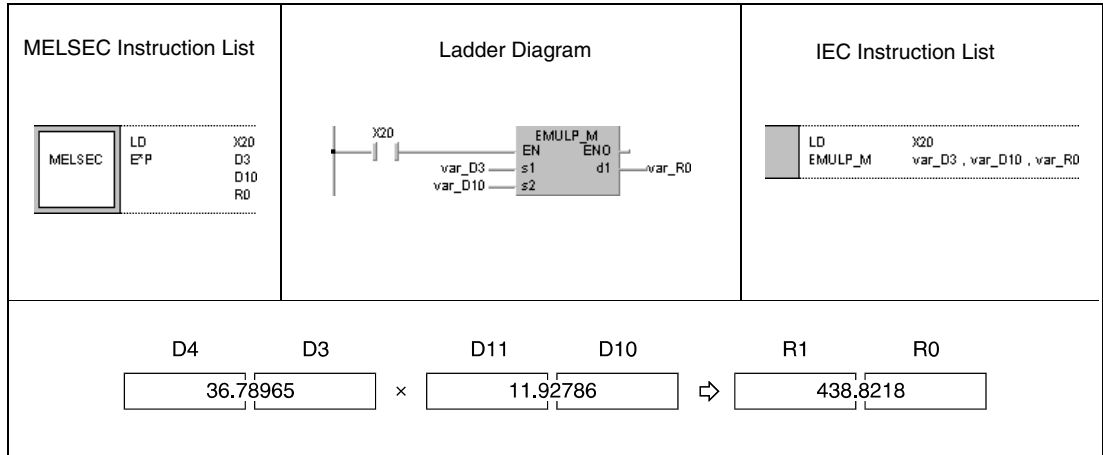 MELSEC Instruction List
Ladder Diagram
IEC Instruction List
MELSEC
LD X20
E*P D3
D10
R0
X20
EMULP_M
EN ENO
var_D3 s1 d1 var_R0
var_D10 s2
LD X20
EMULP_M var_D3 , var_D10 , var_R0
D4 D3 D11 D10 R1 R0
36.78965 × 11.92786 ⇨ 438.8218